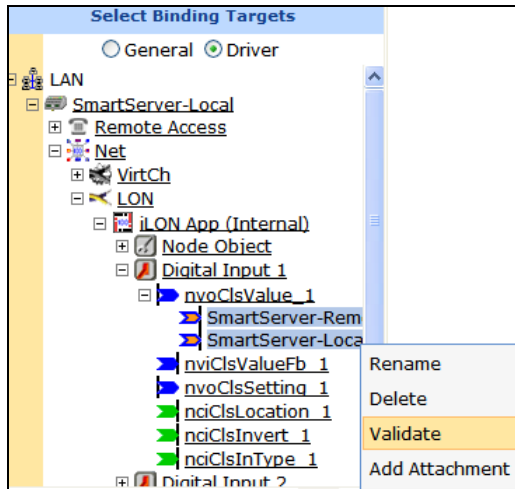 Select Binding Targets
General Driver
LAN
SmartServer-Local
Remote Access
Net
VirtCh
LON
iLON App (Internal)
Node Object
Digital Input 1
nvoClsValue_1
SmartServer-Rem
SmartServer-Loca
nviClsValueFb_1
nvoClsSetting_1
nciClsLocation_1
nciClsInvert_1
nciClsInType_1
Digital Input 2
Rename
Delete
Validate
Add Attachment